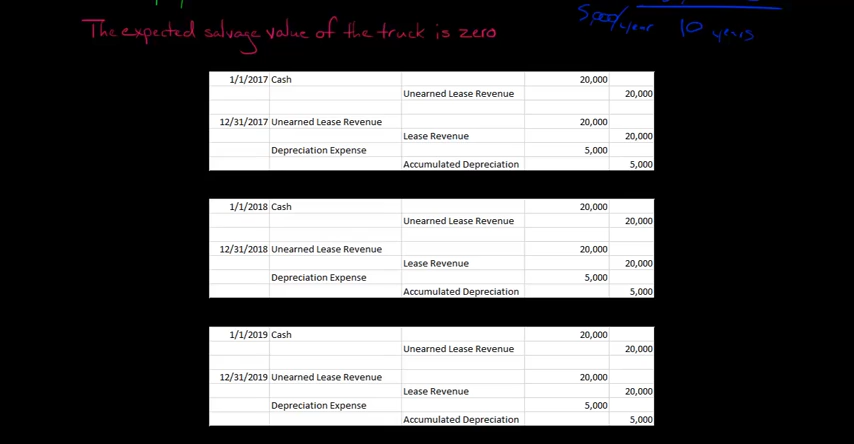 The expected salvage value of the truck is zero
5,000/year 10 years
1/1/2017 Cash 20,000
Unearned Lease Revenue 20,000
12/31/2017 Unearned Lease Revenue 20,000
Lease Revenue 20,000
Depreciation Expense 5,000
Accumulated Depreciation 5,000
1/1/2018 Cash 20,000
Unearned Lease Revenue 20,000
12/31/2018 Unearned Lease Revenue 20,000
Lease Revenue 20,000
Depreciation Expense 5,000
Accumulated Depreciation 5,000
1/1/2019 Cash 20,000
Unearned Lease Revenue 20,000
12/31/2019 Unearned Lease Revenue 20,000
Lease Revenue 20,000
Depreciation Expense 5,000
Accumulated Depreciation 5,000